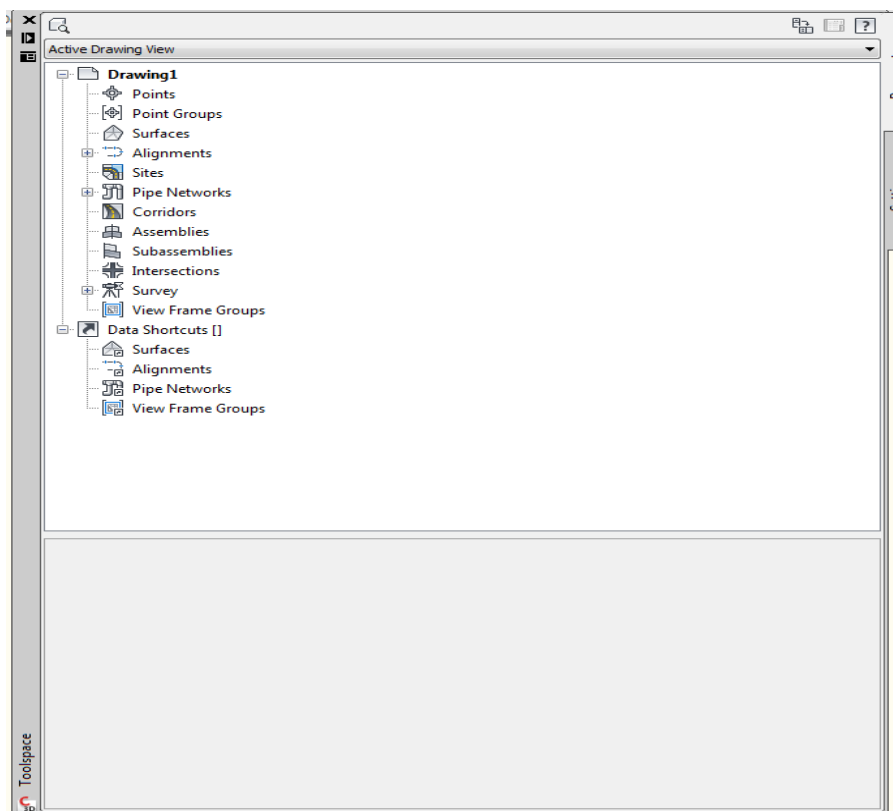 Active Drawing View
Drawing1
Points
Point Groups
Surfaces
Alignments
Sites
Pipe Networks
Corridors
Assemblies
Subassemblies
Intersections
Survey
View Frame Groups
Data Shortcuts []
Surfaces
Alignments
Pipe Networks
View Frame Groups
Toolspace